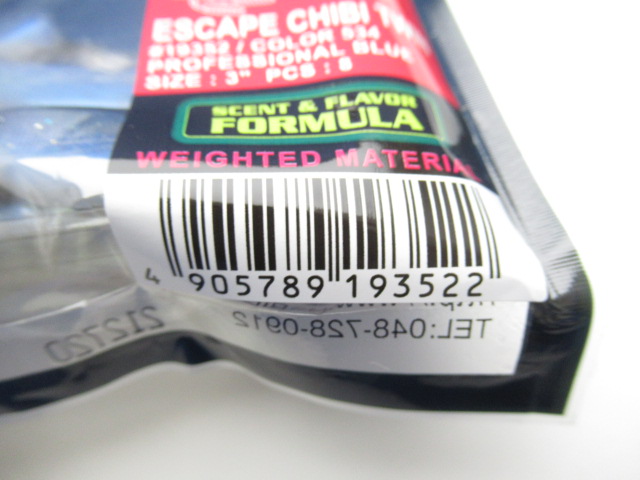 ESCAPE CHIBI
019352 / COLOR 534
PROFESSIONAL BLUE
SIZE : 3" PCS : 8
SCENT & FLAVOR
FORMULA
WEIGHTED MATERIAL
4 905789 193522
TEL:048-728-0912
212720